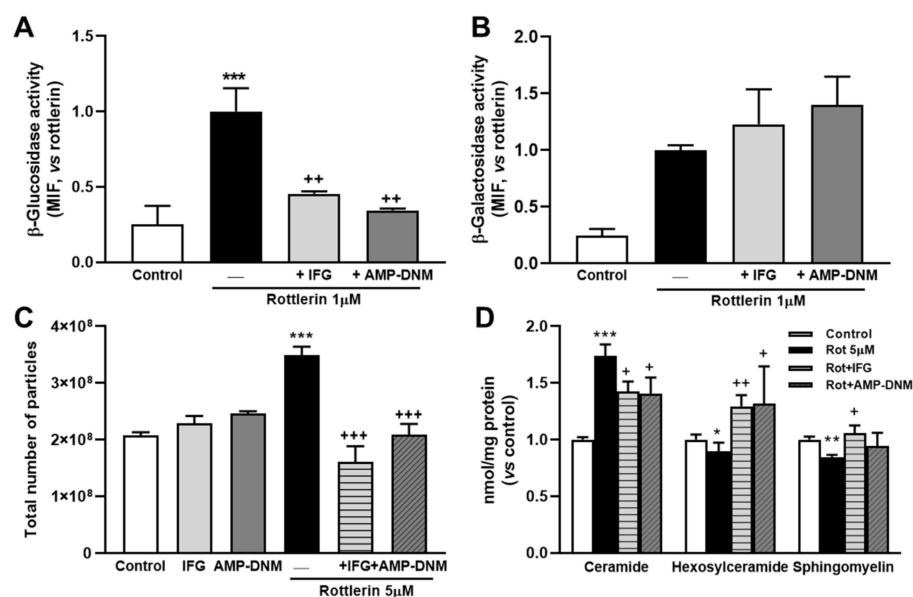 A
β-Glucosidase activity
(MIF, vs rottlerin)
1.5
1.0
0.5
0.0
***
++
++
Control
—
+ IFG
+ AMP-DNM
Rottlerin 1μM
B
β-Galactosidase activity
(MIF, vs rottlerin)
2.0
1.5
1.0
0.5
0.0
Control
—
+ IFG
+ AMP-DNM
Rottlerin 1μM
C
Total number of particles
4×10⁸
3×10⁸
2×10⁸
1×10⁸
0
***
+++
+++
Control
IFG
AMP-DNM
—
+IFG+AMP-DNM
Rottlerin 5μM
D
nmol/mg protein
(vs control)
2.0
1.5
1.0
0.5
0.0
***
+
+
*
++
+
**
+
Control
Rot 5μM
Rot+IFG
Rot+AMP-DNM
Ceramide
Hexosylceramide
Sphingomyelin